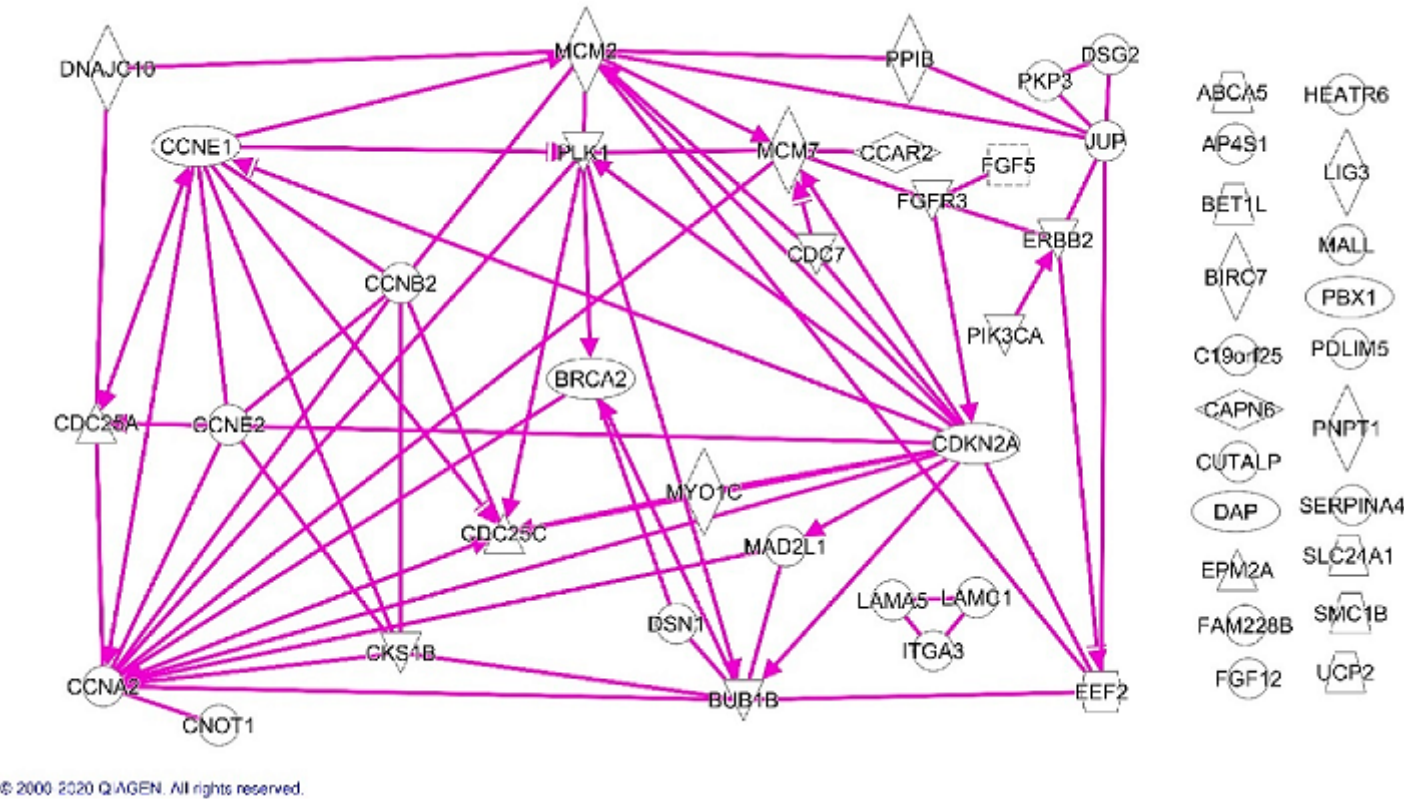 DNAJC10
MCM2
PPIB
DSG2
PKP3
JUP
CCNE1
PLK1
MCM7
CCAR2
FGF5
FGFR3
ERBB2
CDC7
CCNB2
PIK3CA
BRCA2
CDC25A
CCNE2
CDKN2A
MYO1C
CDC25C
MAD2L1
LAMA5
LAMC1
DSN1
ITGA3
CKS1B
CCNA2
BUB1B
EEF2
CNOT1
ABCA5
AP4S1
BET1L
BIRC7
C19orf25
CAPN6
CUTALP
DAP
EPM2A
FAM228B
FGF12
HEATR6
LIG3
MALL
PBX1
PDLIM5
PNPT1
SERPINA4
SLC24A1
SMC1B
UCP2
© 2000-2020 QIAGEN. All rights reserved.